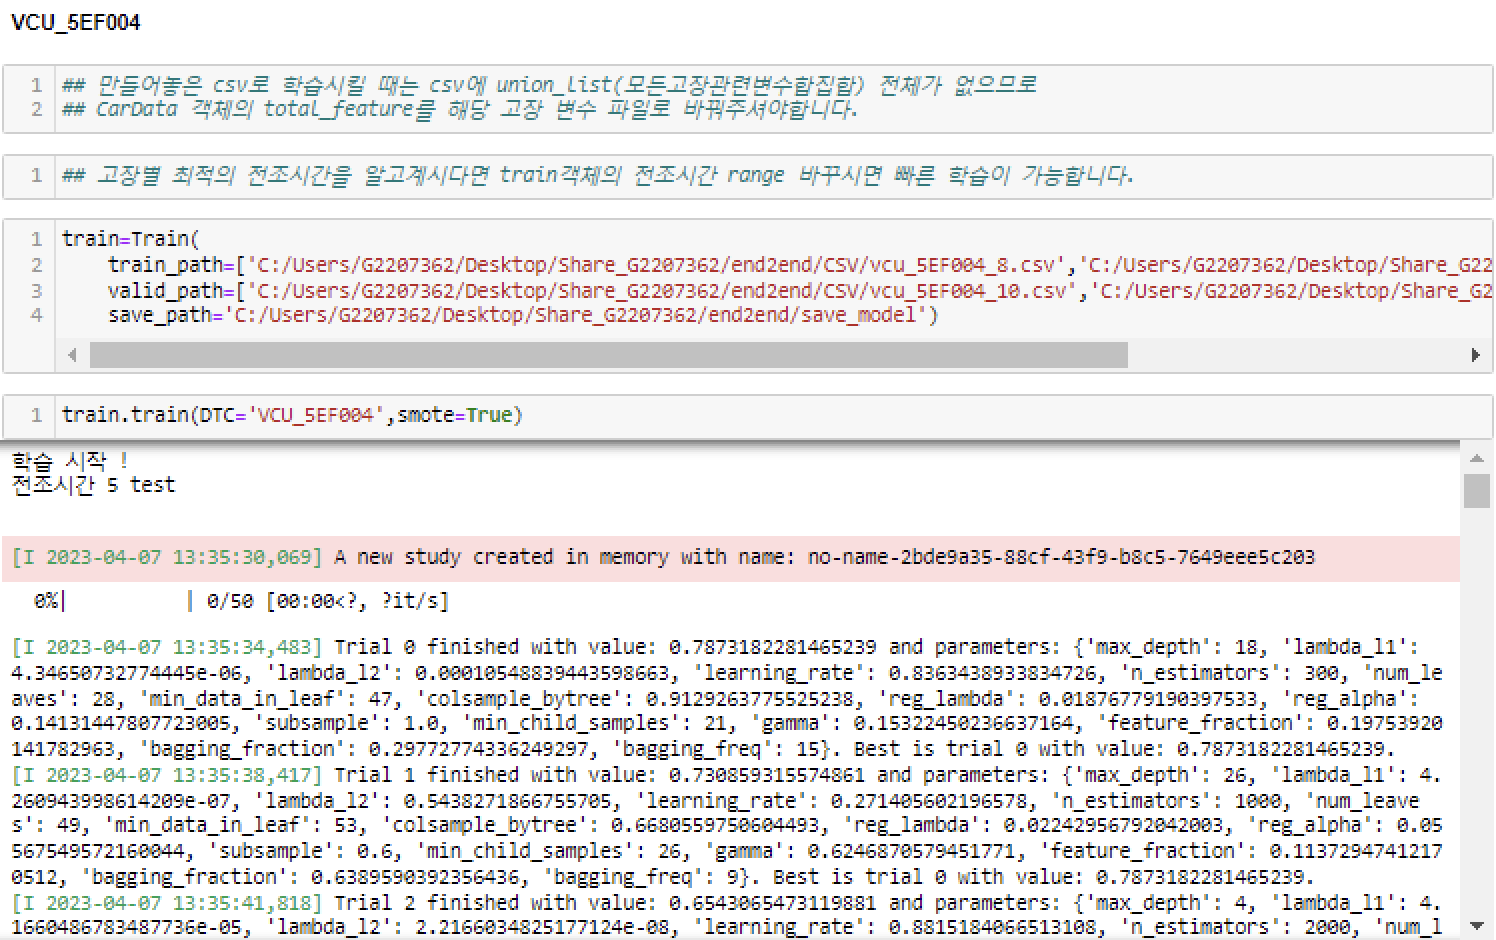 VCU_5EF004
1 ## 만들어놓은 csv로 학습시킬 때는 csv에 union_list(모든고장관련변수합집합) 전체가 없으므로
2 ## CarData 객체의 total_feature를 해당 고장 변수 파일로 바꿔주셔야합니다.
1 ## 고장별 최적의 전조시간을 알고계시다면 train객체의 전조시간 range 바꾸시면 빠른 학습이 가능합니다.
1 train=Train(
2 train_path=['C:/Users/G2207362/Desktop/Share_G2207362/end2end/CSV/vcu_5EF004_8.csv','C:/Users/G2207362/Desktop/Share_G22
3 valid_path=['C:/Users/G2207362/Desktop/Share_G2207362/end2end/CSV/vcu_5EF004_10.csv','C:/Users/G2207362/Desktop/Share_G2
4 save_path='C:/Users/G2207362/Desktop/Share_G2207362/end2end/save_model')
1 train.train(DTC='VCU_5EF004',smote=True)
학습 시작 !
전조시간 5 test
[I 2023-04-07 13:35:30,069] A new study created in memory with name: no-name-2bde9a35-88cf-43f9-b8c5-7649eee5c203
0%| | 0/50 [00:00<?, ?it/s]
[I 2023-04-07 13:35:34,483] Trial 0 finished with value: 0.7873182281465239 and parameters: {'max_depth': 18, 'lambda_l1':
4.34650732774445e-06, 'lambda_l2': 0.00010548839443598663, 'learning_rate': 0.8363438933834726, 'n_estimators': 300, 'num_le
aves': 28, 'min_data_in_leaf': 47, 'colsample_bytree': 0.9129263775525238, 'reg_lambda': 0.01876779190397533, 'reg_alpha':
0.14131447807723005, 'subsample': 1.0, 'min_child_samples': 21, 'gamma': 0.15322450236637164, 'feature_fraction': 0.19753920
141782963, 'bagging_fraction': 0.29772774336249297, 'bagging_freq': 15}. Best is trial 0 with value: 0.7873182281465239.
[I 2023-04-07 13:35:38,417] Trial 1 finished with value: 0.730859315574861 and parameters: {'max_depth': 26, 'lambda_l1': 4.
260943998614209e-07, 'lambda_l2': 0.5438271866755705, 'learning_rate': 0.271405602196578, 'n_estimators': 1000, 'num_leave
s': 49, 'min_data_in_leaf': 53, 'colsample_bytree': 0.6680559750604493, 'reg_lambda': 0.02242956792042003, 'reg_alpha': 0.05
567549572160044, 'subsample': 0.6, 'min_child_samples': 26, 'gamma': 0.6246870579451771, 'feature_fraction': 0.1137294741217
0512, 'bagging_fraction': 0.6389590392356436, 'bagging_freq': 9}. Best is trial 0 with value: 0.7873182281465239.
[I 2023-04-07 13:35:41,818] Trial 2 finished with value: 0.6543065473119881 and parameters: {'max_depth': 4, 'lambda_l1': 4.
166048678348773​6e-05, 'lambda_l2': 2.2166034825177124e-08, 'learning_rate': 0.8815184066513108, 'n_estimators': 2000, 'num_l